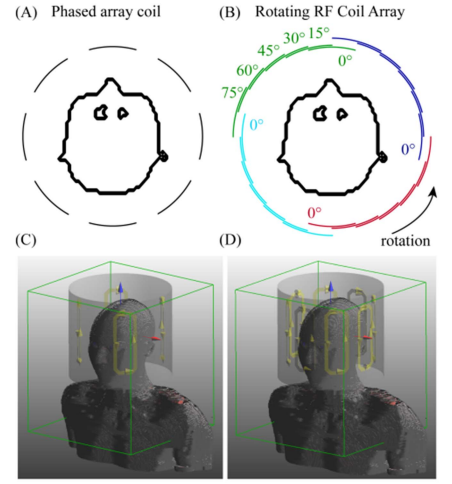 (A) Phased array coil
(B) Rotating RF Coil Array
45° 30° 15°
60° 0°
75°
0°
0°
0°
rotation
(C)
(D)